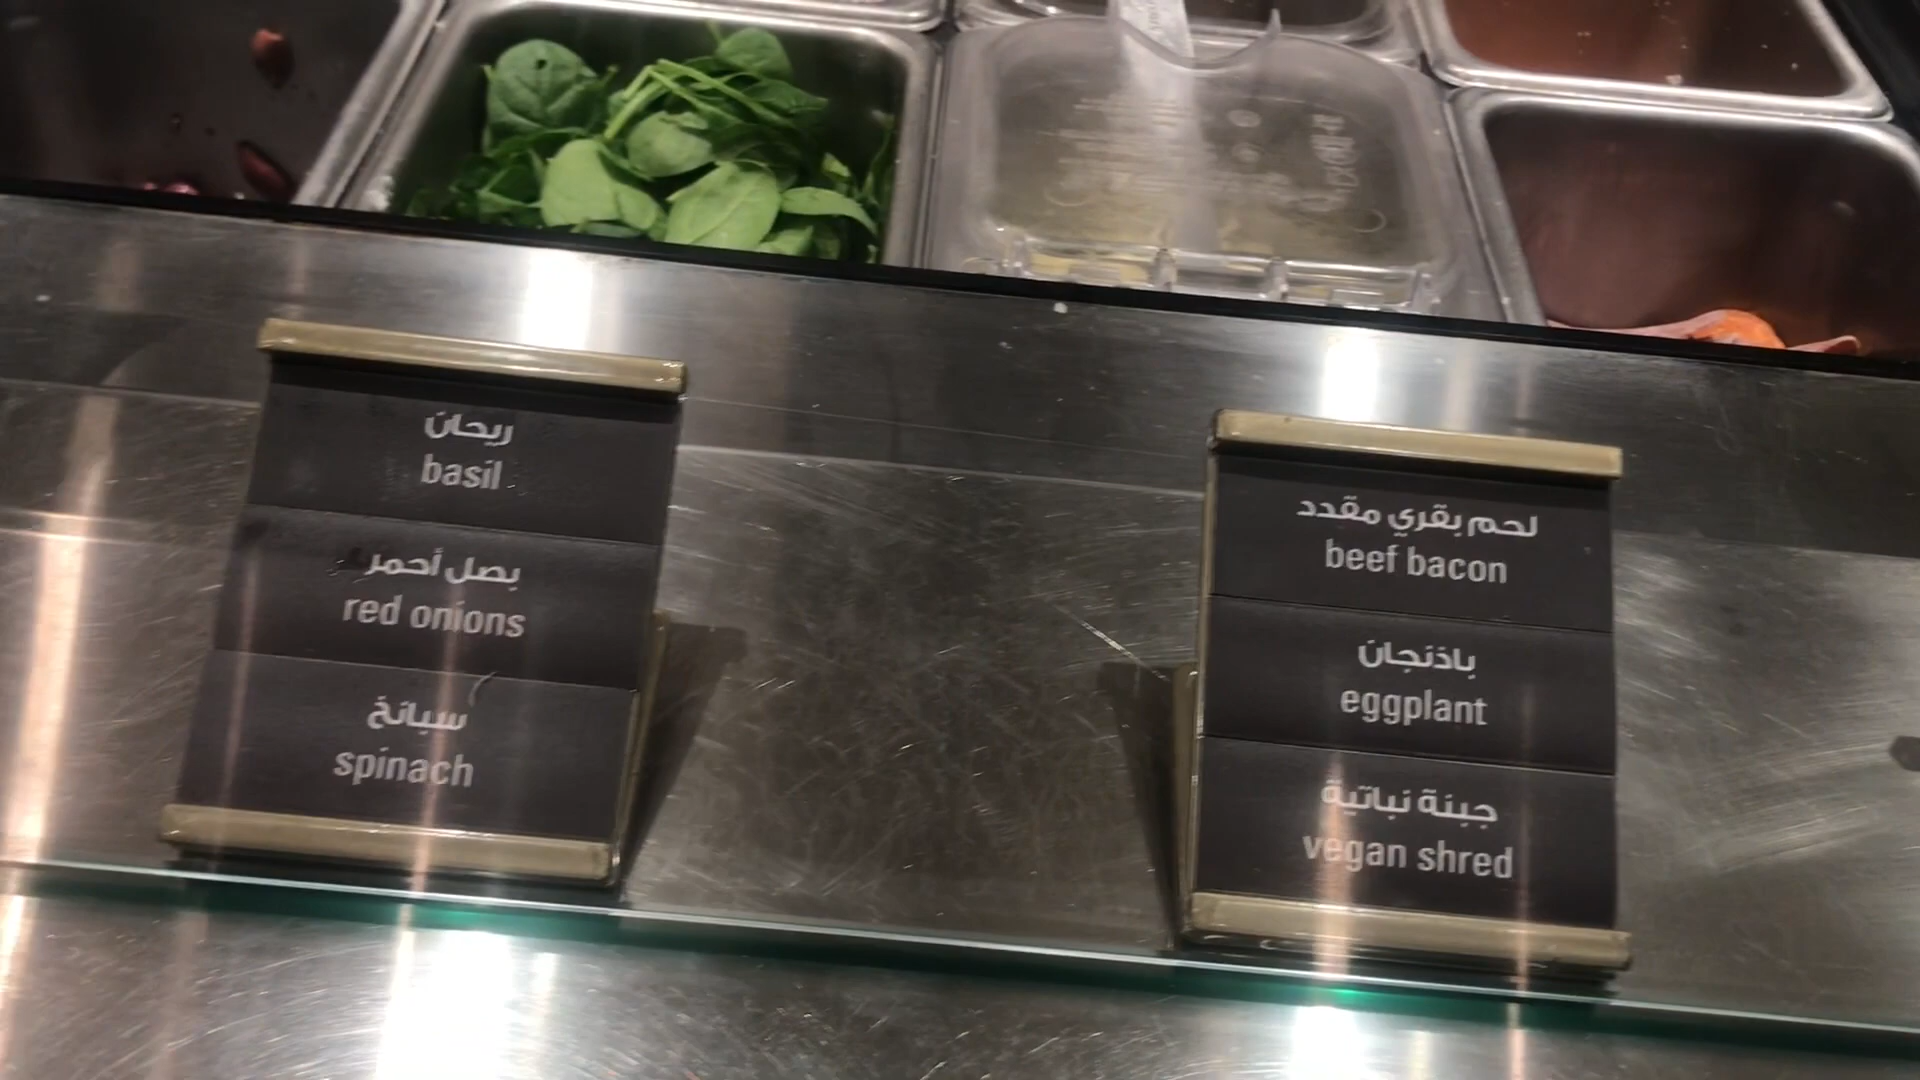 ريحان
basil
بصل أحمر
red onions
سبانخ
spinach
لحم بقري مقدد
beef bacon
باذنجان
eggplant
جبنة نباتية
vegan shred